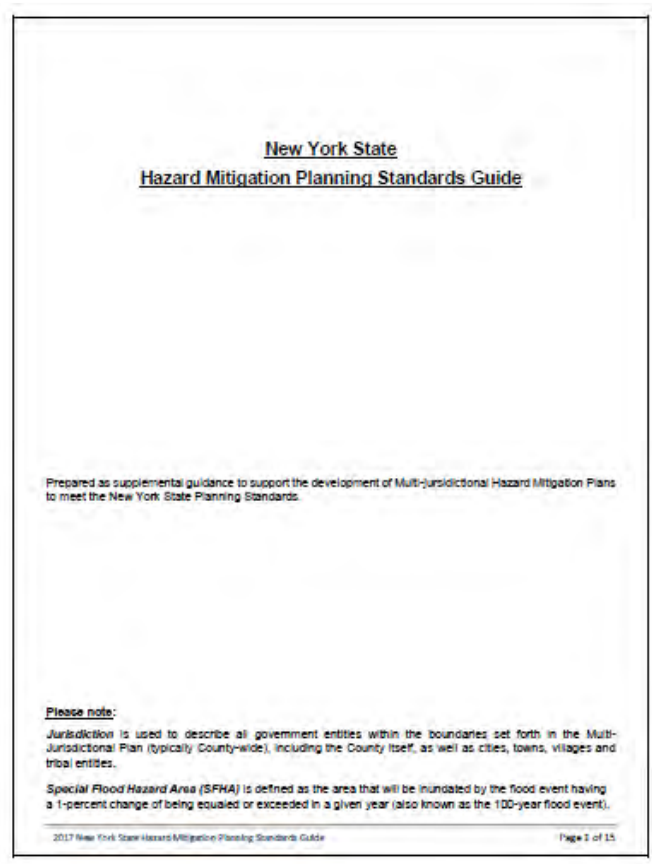 New York State
Hazard Mitigation Planning Standards Guide
Prepared as supplemental guidance to support the development of Multi-jursidictional Hazard Mitigation Plans
to meet the New York State Planning Standards.
Please note:
Jurisdiction is used to describe all government entities within the boundaries set forth in the Multi-
Jurisdictional Plan (typically County-wide), including the County itself, as well as cities, towns, villages and
tribal entities.
Special Flood Hazard Area (SFHA) is defined as the area that will be inundated by the flood event having
a 1-percent change of being equaled or exceeded in a given year (also known as the 100-year flood event).
2017 New York State Hazard Mitigation Planning Standards Guide Page 1 of 15